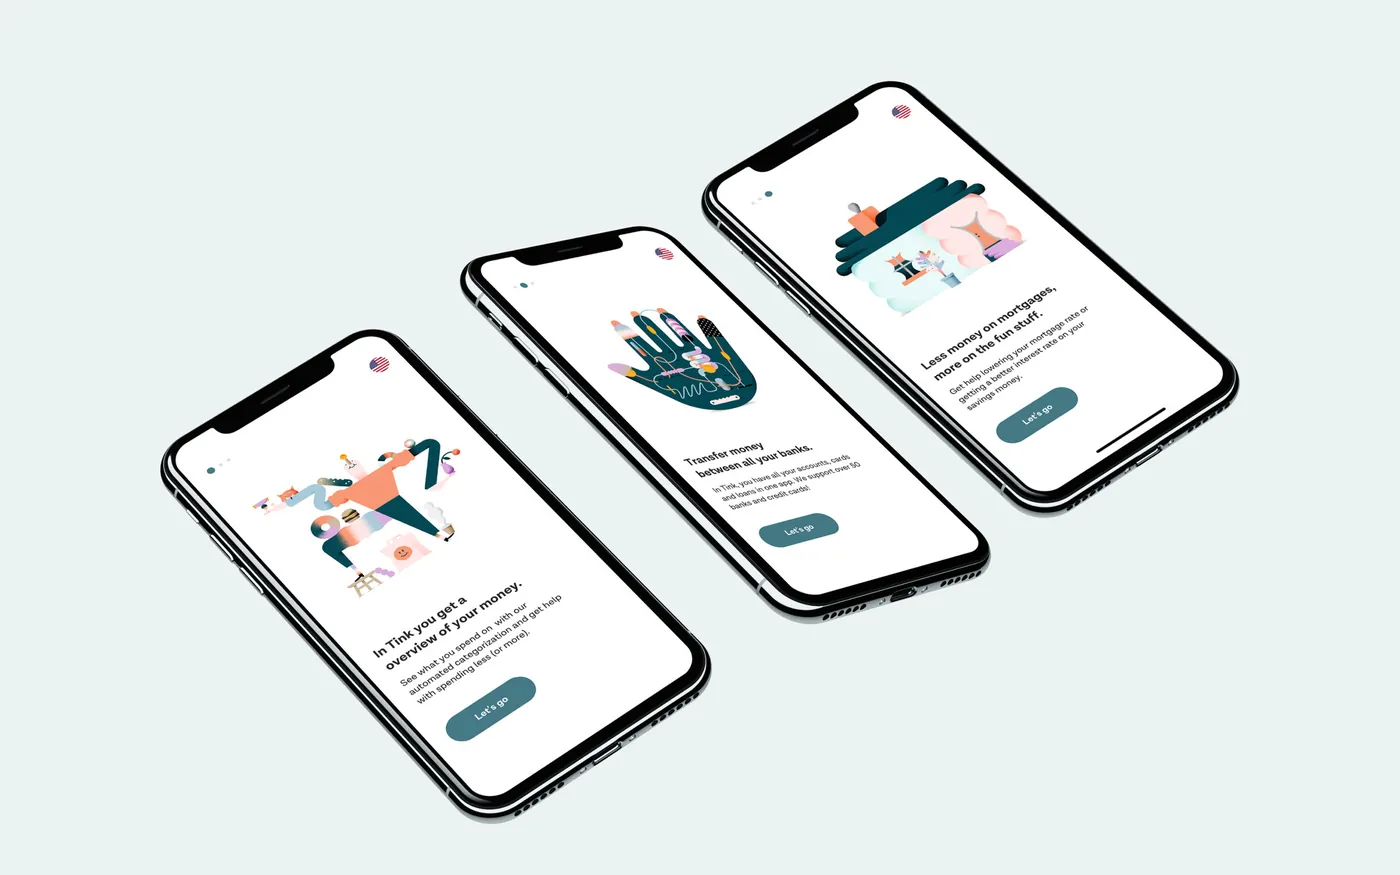 In Tink you get a
overview of your money.
See what you spend on with our
automated categorization and get help
with spending less (or more).
Let's go
Transfer money
between all your banks.
In Tink, you have all your accounts, cards
and loans in one app. We support over 50
banks and credit cards!
Let's go
Less money on mortgages,
more on the fun stuff.
Get help lowering your mortgage rate or
getting a better interest rate on your
savings money.
Let's go